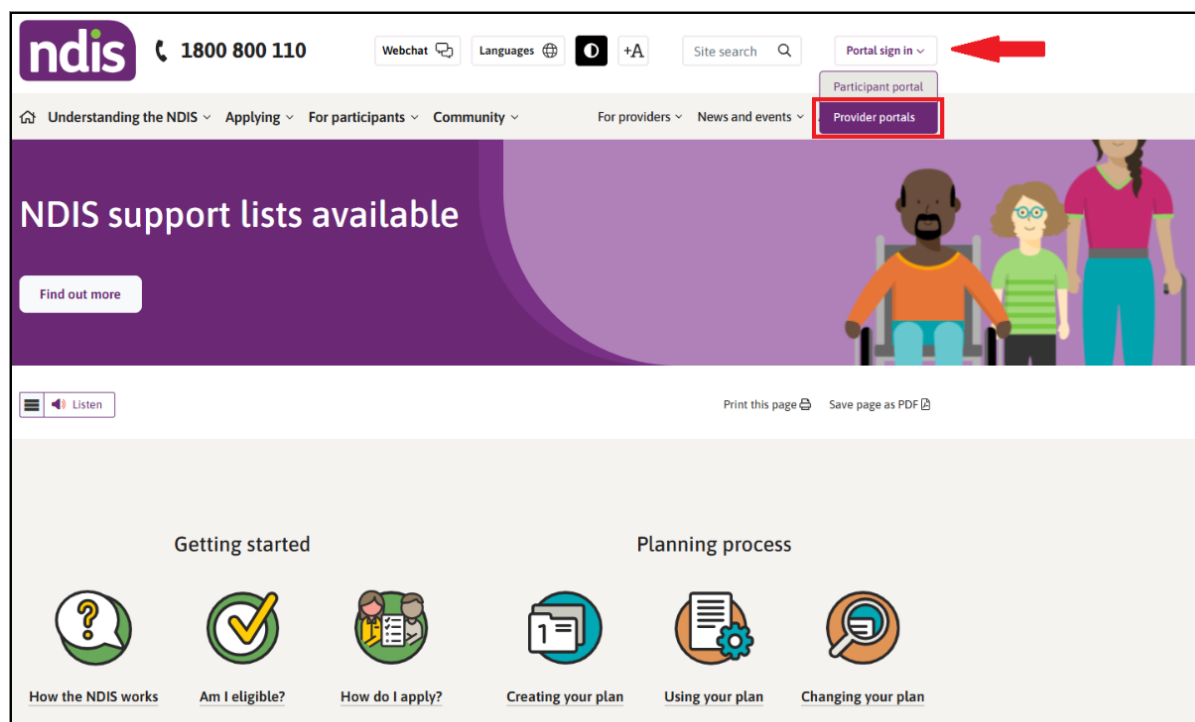 ndis
1800 800 110
Webchat
Languages
+A
Site search
Portal sign in
Participant portal
Provider portals
Understanding the NDIS
Applying
For participants
Community
For providers
News and events
NDIS support lists available
Find out more
Listen
Print this page
Save page as PDF
Getting started
Planning process
?
1
How the NDIS works
Am I eligible?
How do I apply?
Creating your plan
Using your plan
Changing your plan